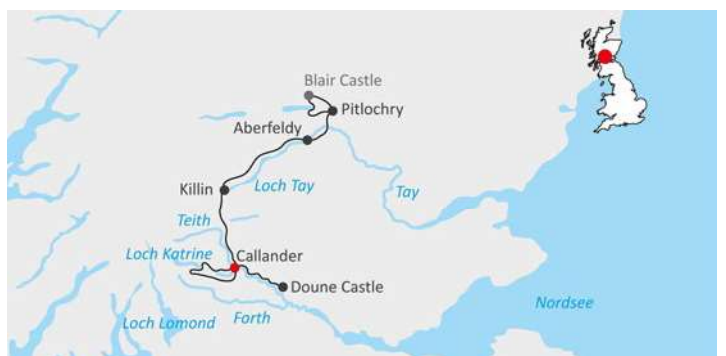 Blair Castle
Pitlochry
Aberfeldy
Loch Tay
Killin
Tay
Teith
Loch Katrine
Callander
Doune Castle
Nordsee
Loch Lomond
Forth